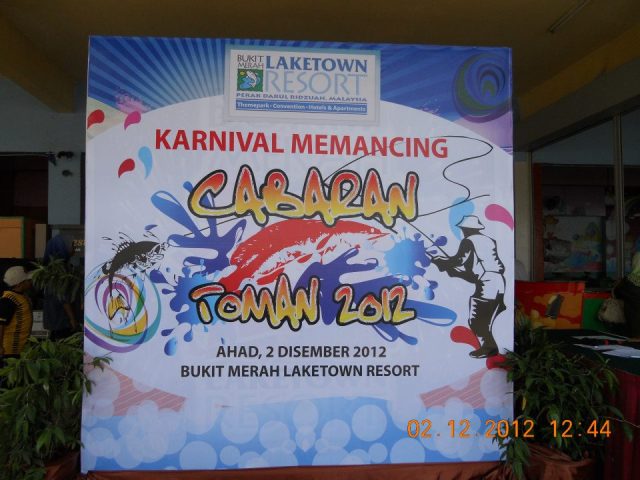 BUKIT
MERAH
LAKETOWN
RESORT
PERAK DARUL RIDZUAN, MALAYSIA
Themepark • Convention • Hotels & Apartments
KARNIVAL MEMANCING
CABARAN
TOMAN 2012
AHAD, 2 DISEMBER 2012
BUKIT MERAH LAKETOWN RESORT
02.12.2012 12:44